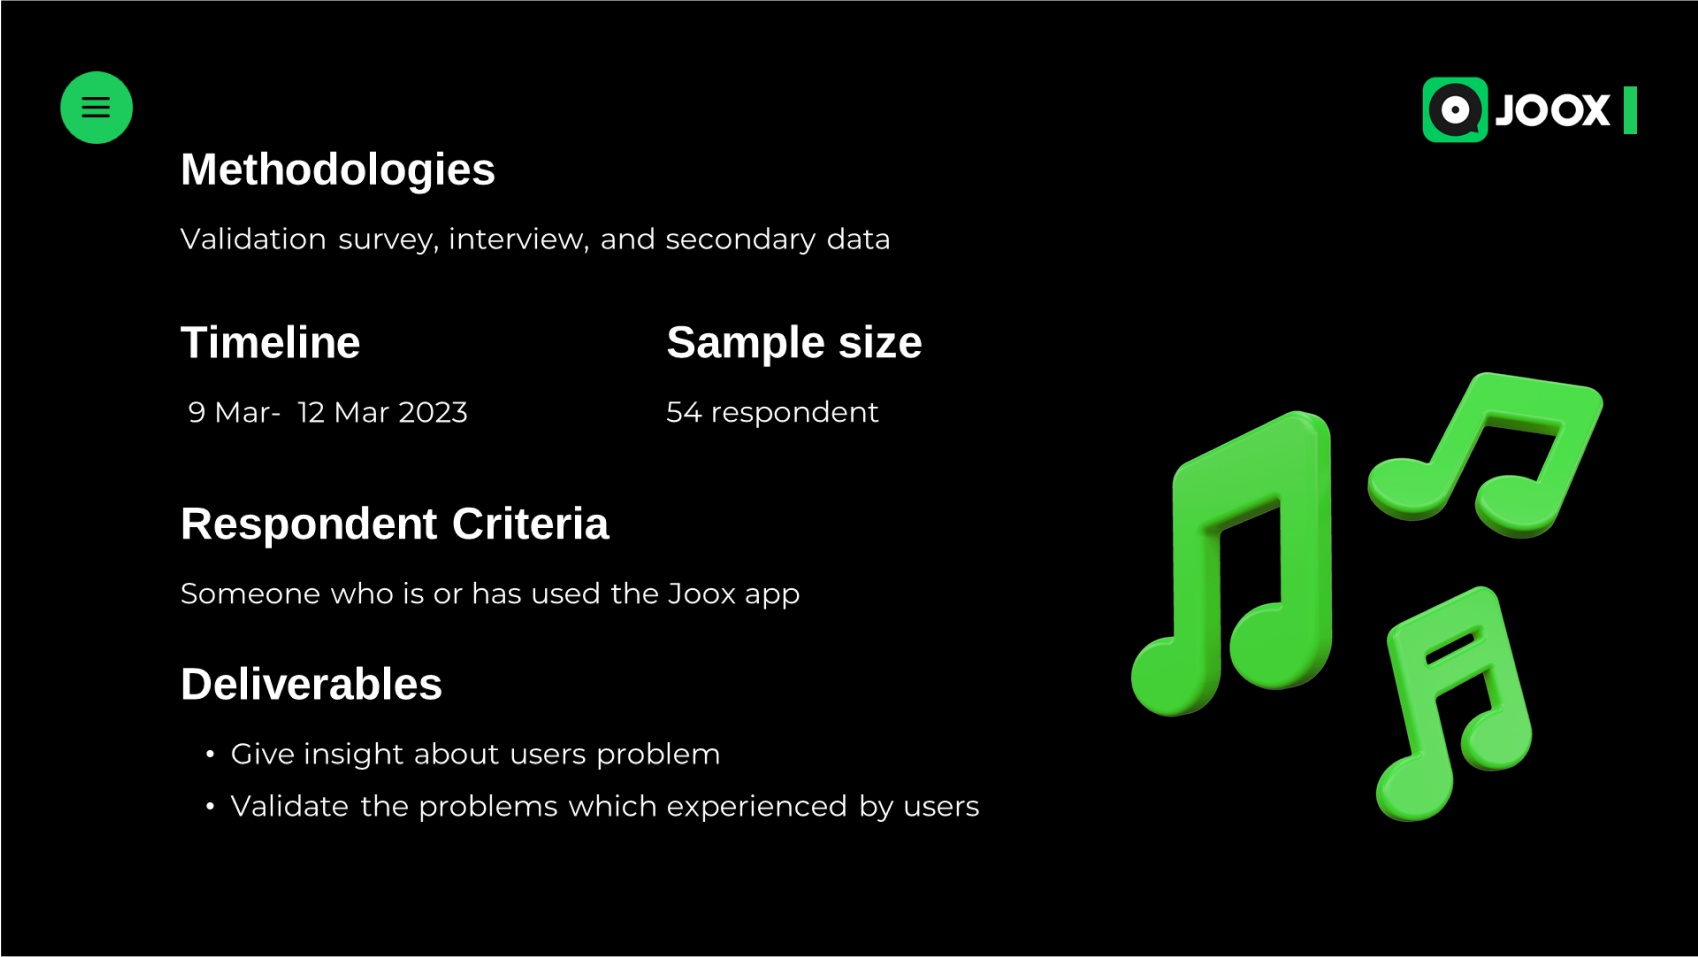 JOOX
Methodologies
Validation survey, interview, and secondary data
Timeline
9 Mar- 12 Mar 2023
Sample size
54 respondent
Respondent Criteria
Someone who is or has used the Joox app
Deliverables
• Give insight about users problem
• Validate the problems which experienced by users